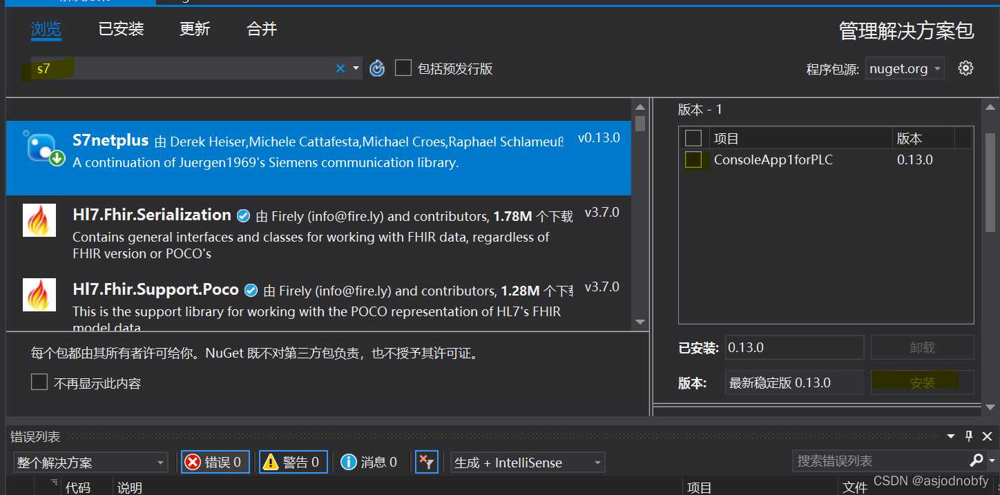 浏览 已安装 更新 合并 管理解决方案包
s7 包括预发行版 程序包源: nuget.org
S7netplus 由 Derek Heiser,Michele Cattafesta,Michael Croes,Raphael Schlameuß v0.13.0
A continuation of Juergen1969's Siemens communication library.
Hl7.Fhir.Serialization 由 Firely (info@fire.ly) and contributors, 1.78M 个下载 v3.7.0
Contains general interfaces and classes for working with FHIR data, regardless of
FHIR version or POCO's
Hl7.Fhir.Support.Poco 由 Firely (info@fire.ly) and contributors, 1.28M 个下载 v3.7.0
This is the support library for working with the POCO representation of HL7's FHIR
model data
每个包都由其所有者许可给你。NuGet 既不对第三方包负责，也不授予其许可证。
不再显示此内容
版本 - 1
项目 版本
ConsoleApp1forPLC 0.13.0
已安装: 0.13.0 卸载
版本: 最新稳定版 0.13.0 安装
错误列表
整个解决方案 错误 0 警告 0 消息 0 生成 + IntelliSense 搜索错误列表
代码 说明 项目 文件
CSDN @asjodnobfy